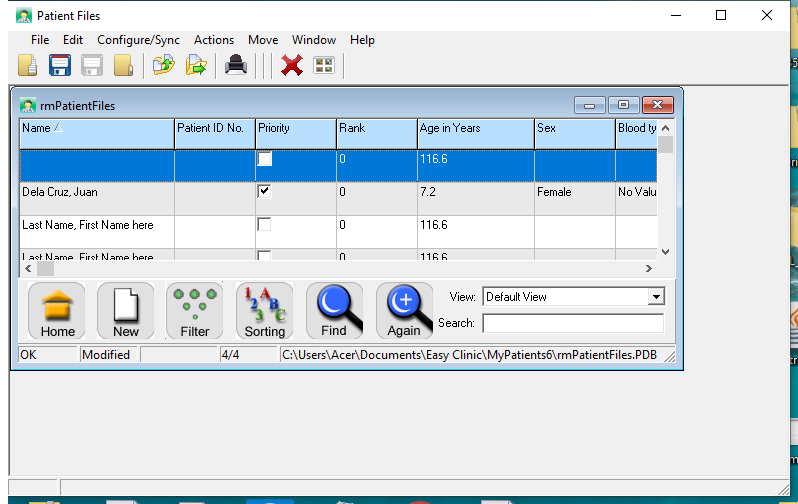 Patient Files
File Edit Configure/Sync Actions Move Window Help
rmPatientFiles
Name Patient ID No. Priority Rank Age in Years Sex Blood ty
0 116.6
Dela Cruz, Juan 0 7.2 Female No Valu
Last Name, First Name here 0 116.6
Last Name, First Name here 0 116.6
Home New Filter Sorting Find Again
View: Default View
Search:
OK Modified 4/4 C:\Users\Acer\Documents\Easy Clinic\MyPatients6\rmPatientFiles.PDB